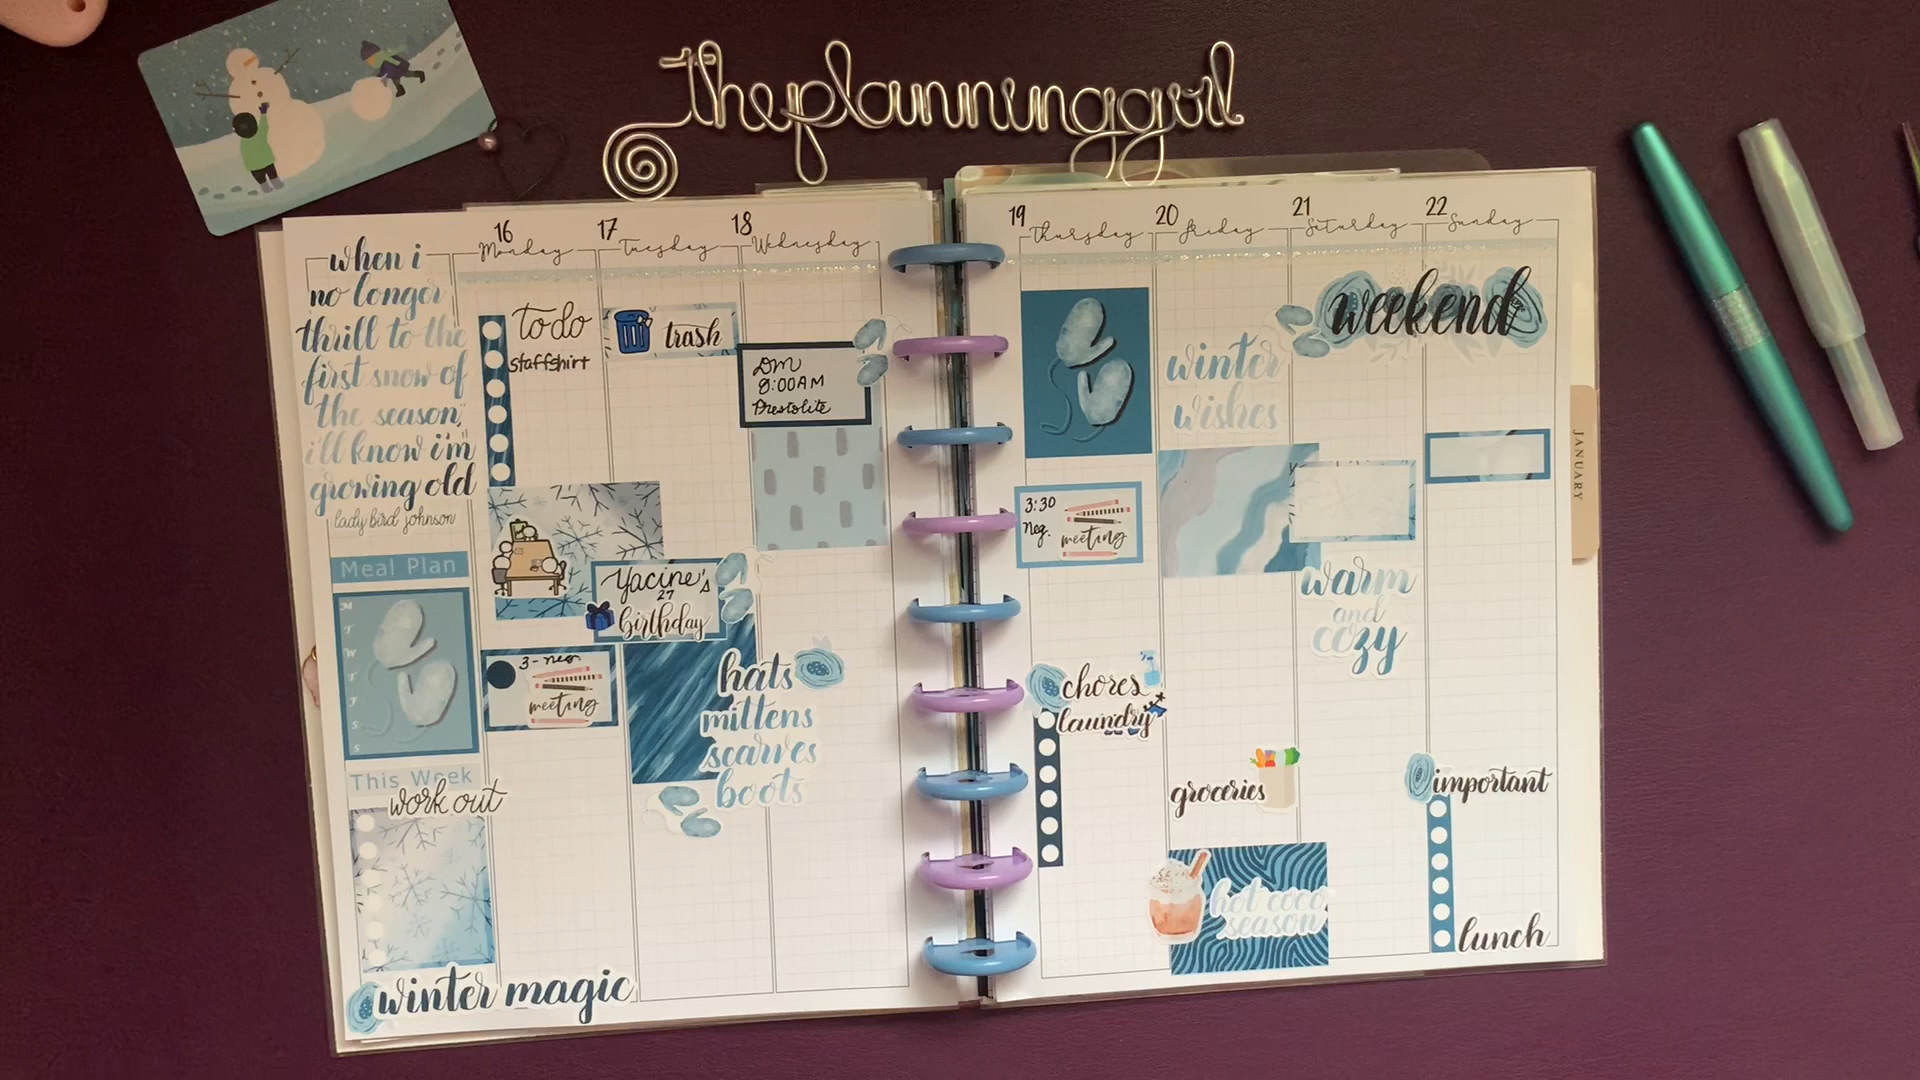 theplanninggirl
16
Monday
17
Tuesday
18
Wednesday
19
Thursday
20
Friday
21
Saturday
22
Sunday
when i
no longer
thrill to the
first snow of
the season,
i'll know i'm
growing old
lady bird johnson
Meal Plan
M
T
W
T
F
S
S
This Week
work out
winter magic
to do
staffshirt
3-neg.
meeting
trash
Yacine's
27
birthday
DM
8:00AM
Prestolite
hats
mittens
scarves
boots
3:30
Neg.
meeting
chores
laundry
winter
wishes
groceries
hot coco
season
weekend
warm
and
cozy
important
lunch
JANUARY